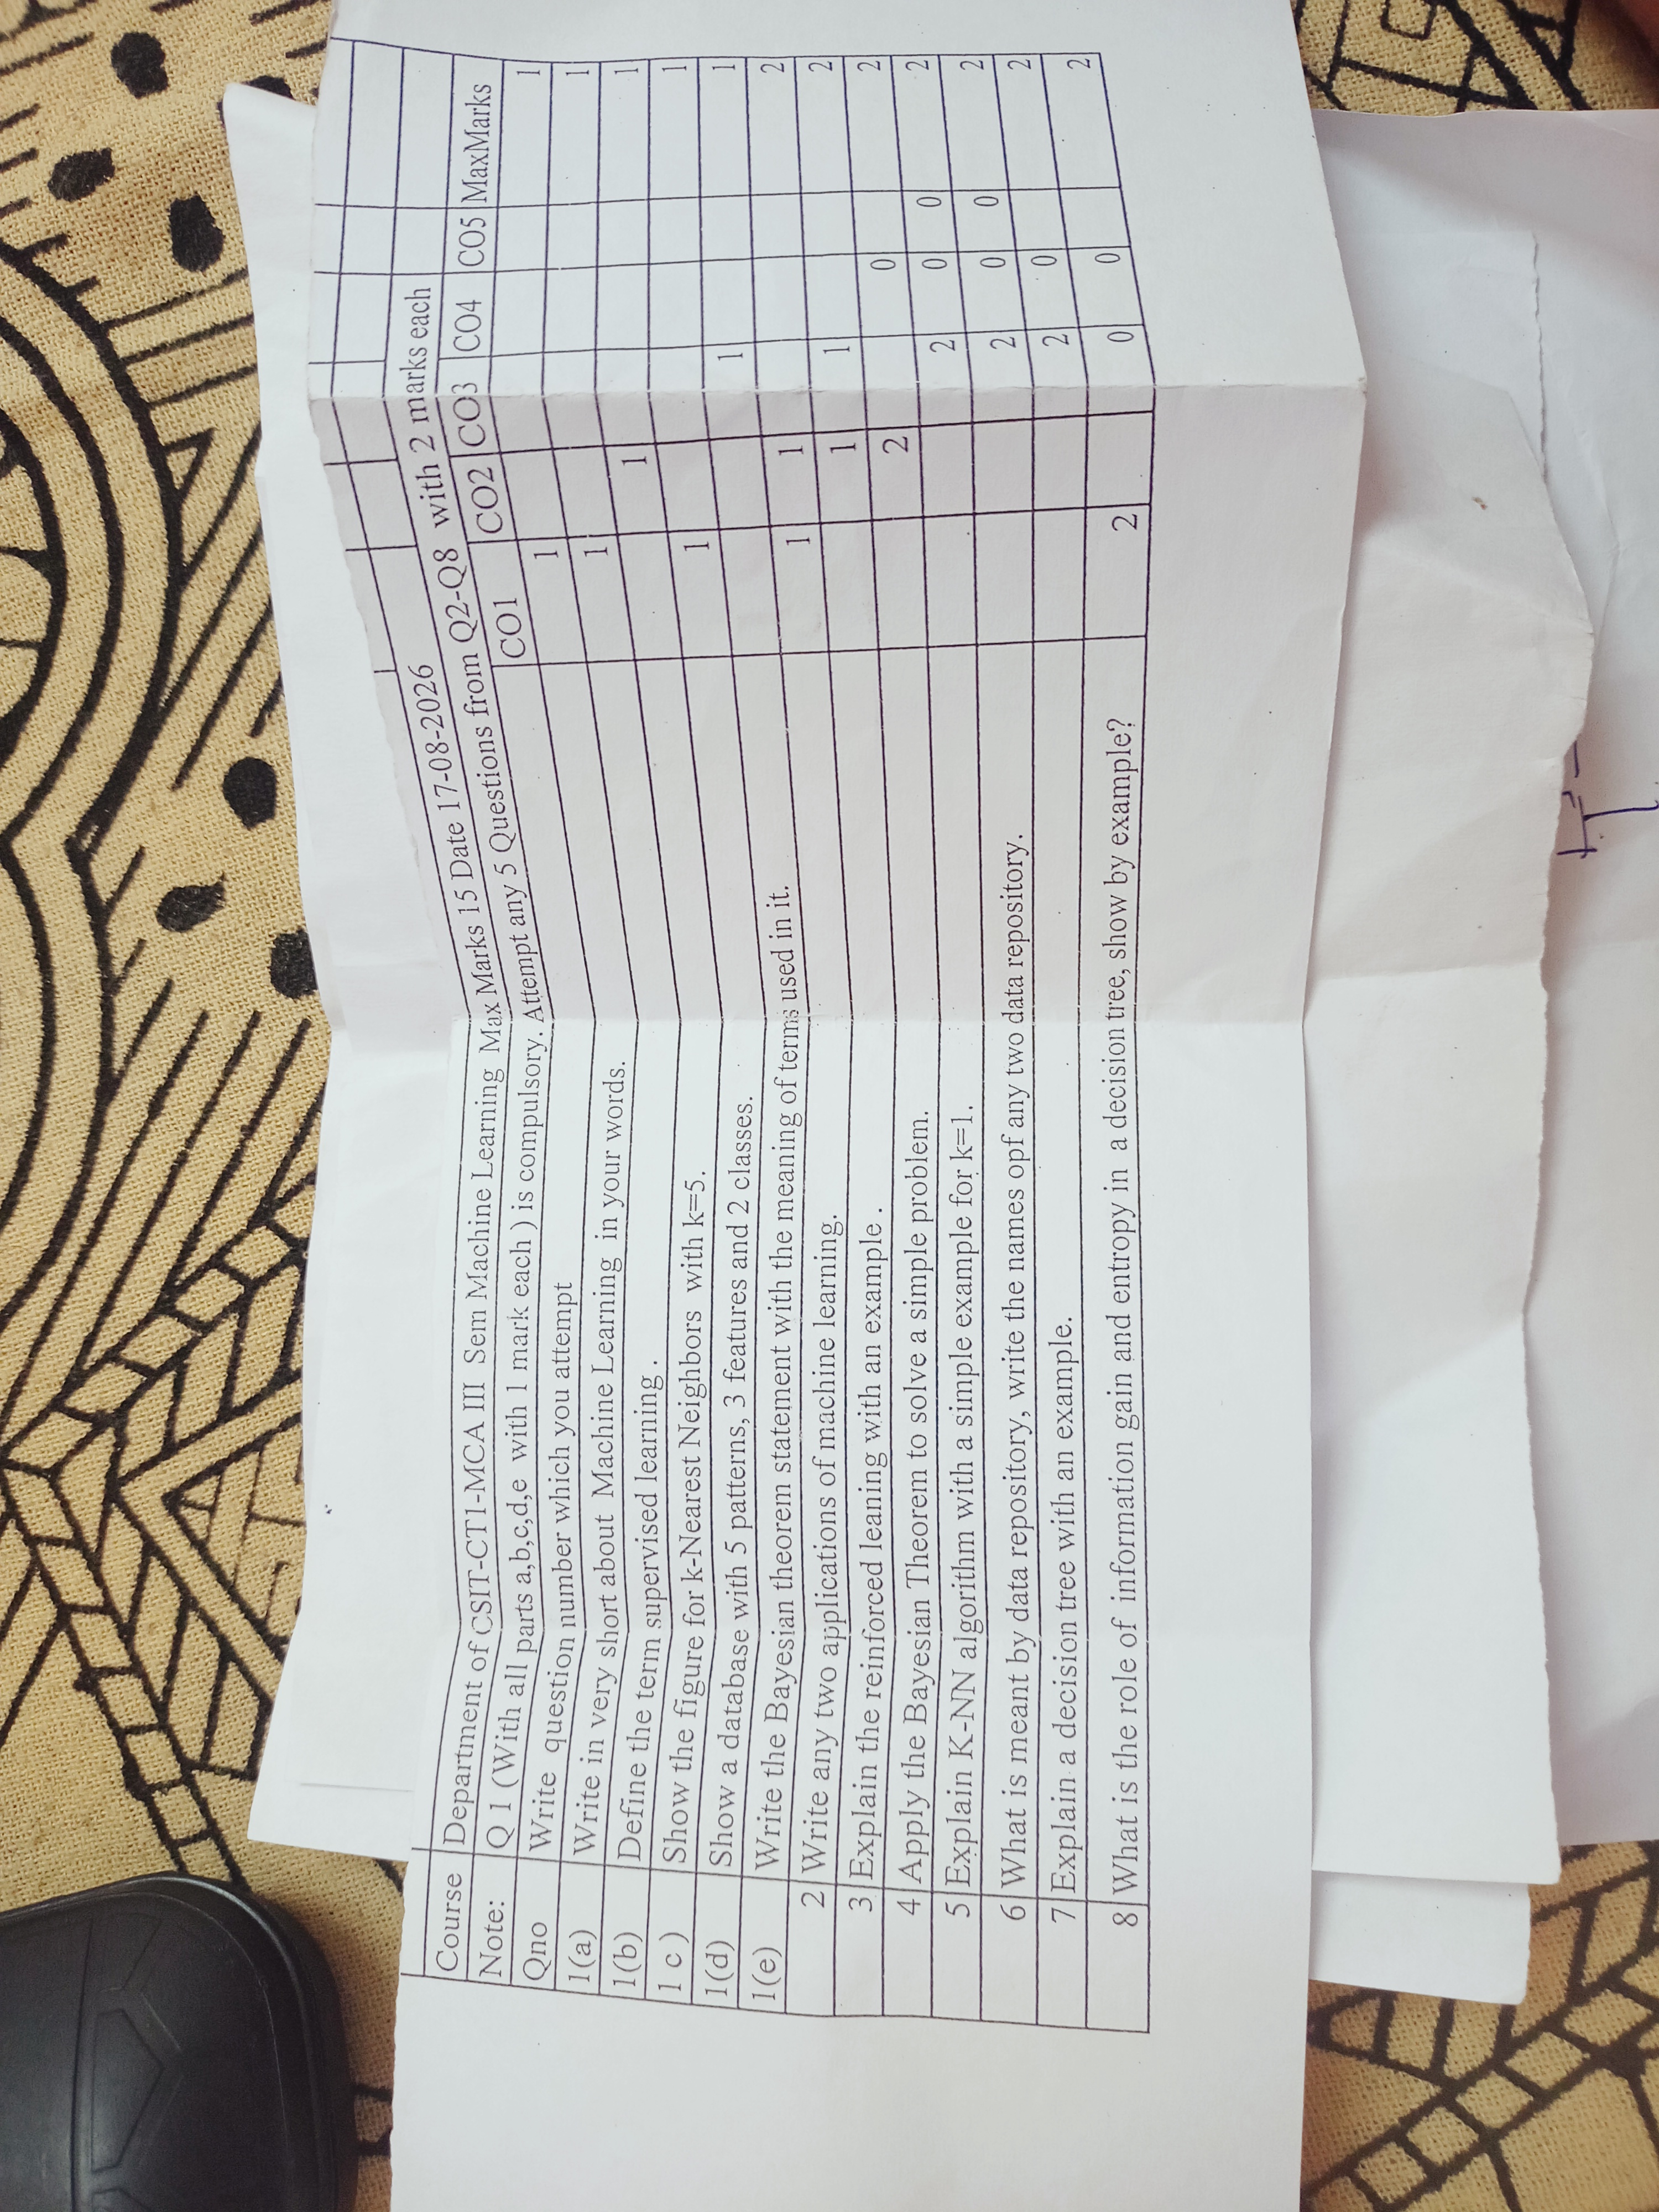 Course Department of CSIT-CT1-MCA III Sem Machine Learning Max Marks 15 Date 17-08-2026
Note: Q 1 (With all parts a,b,c,d,e with 1 mark each ) is compulsory. Attempt any 5 Questions from Q2-Q8 with 2 marks each
Qno Write question number which you attempt CO1 CO2 CO3 CO4 CO5 MaxMarks
1(a) Write in very short about Machine Learning in your words. 1 1
1(b) Define the term supervised learning . 1 1
1 c ) Show the figure for k-Nearest Neighbors with k=5. 1 1
1(d) Show a database with 5 patterns, 3 features and 2 classes. 1 1
1(e) Write the Bayesian theorem statement with the meaning of terms used in it. 1 1
2 Write any two applications of machine learning. 1 1 2
3 Explain the reinforced leaning with an example . 1 1 2
4 Apply the Bayesian Theorem to solve a simple problem. 2 0 2
5 Explain K-NN algorithm with a simple example for k=1. 2 0 0 2
6 What is meant by data repository, write the names opf any two data repository. 2 0 0 2
7 Explain a decision tree with an example. 2 0 2
8 What is the role of information gain and entropy in a decision tree, show by example? 2 0 0 2